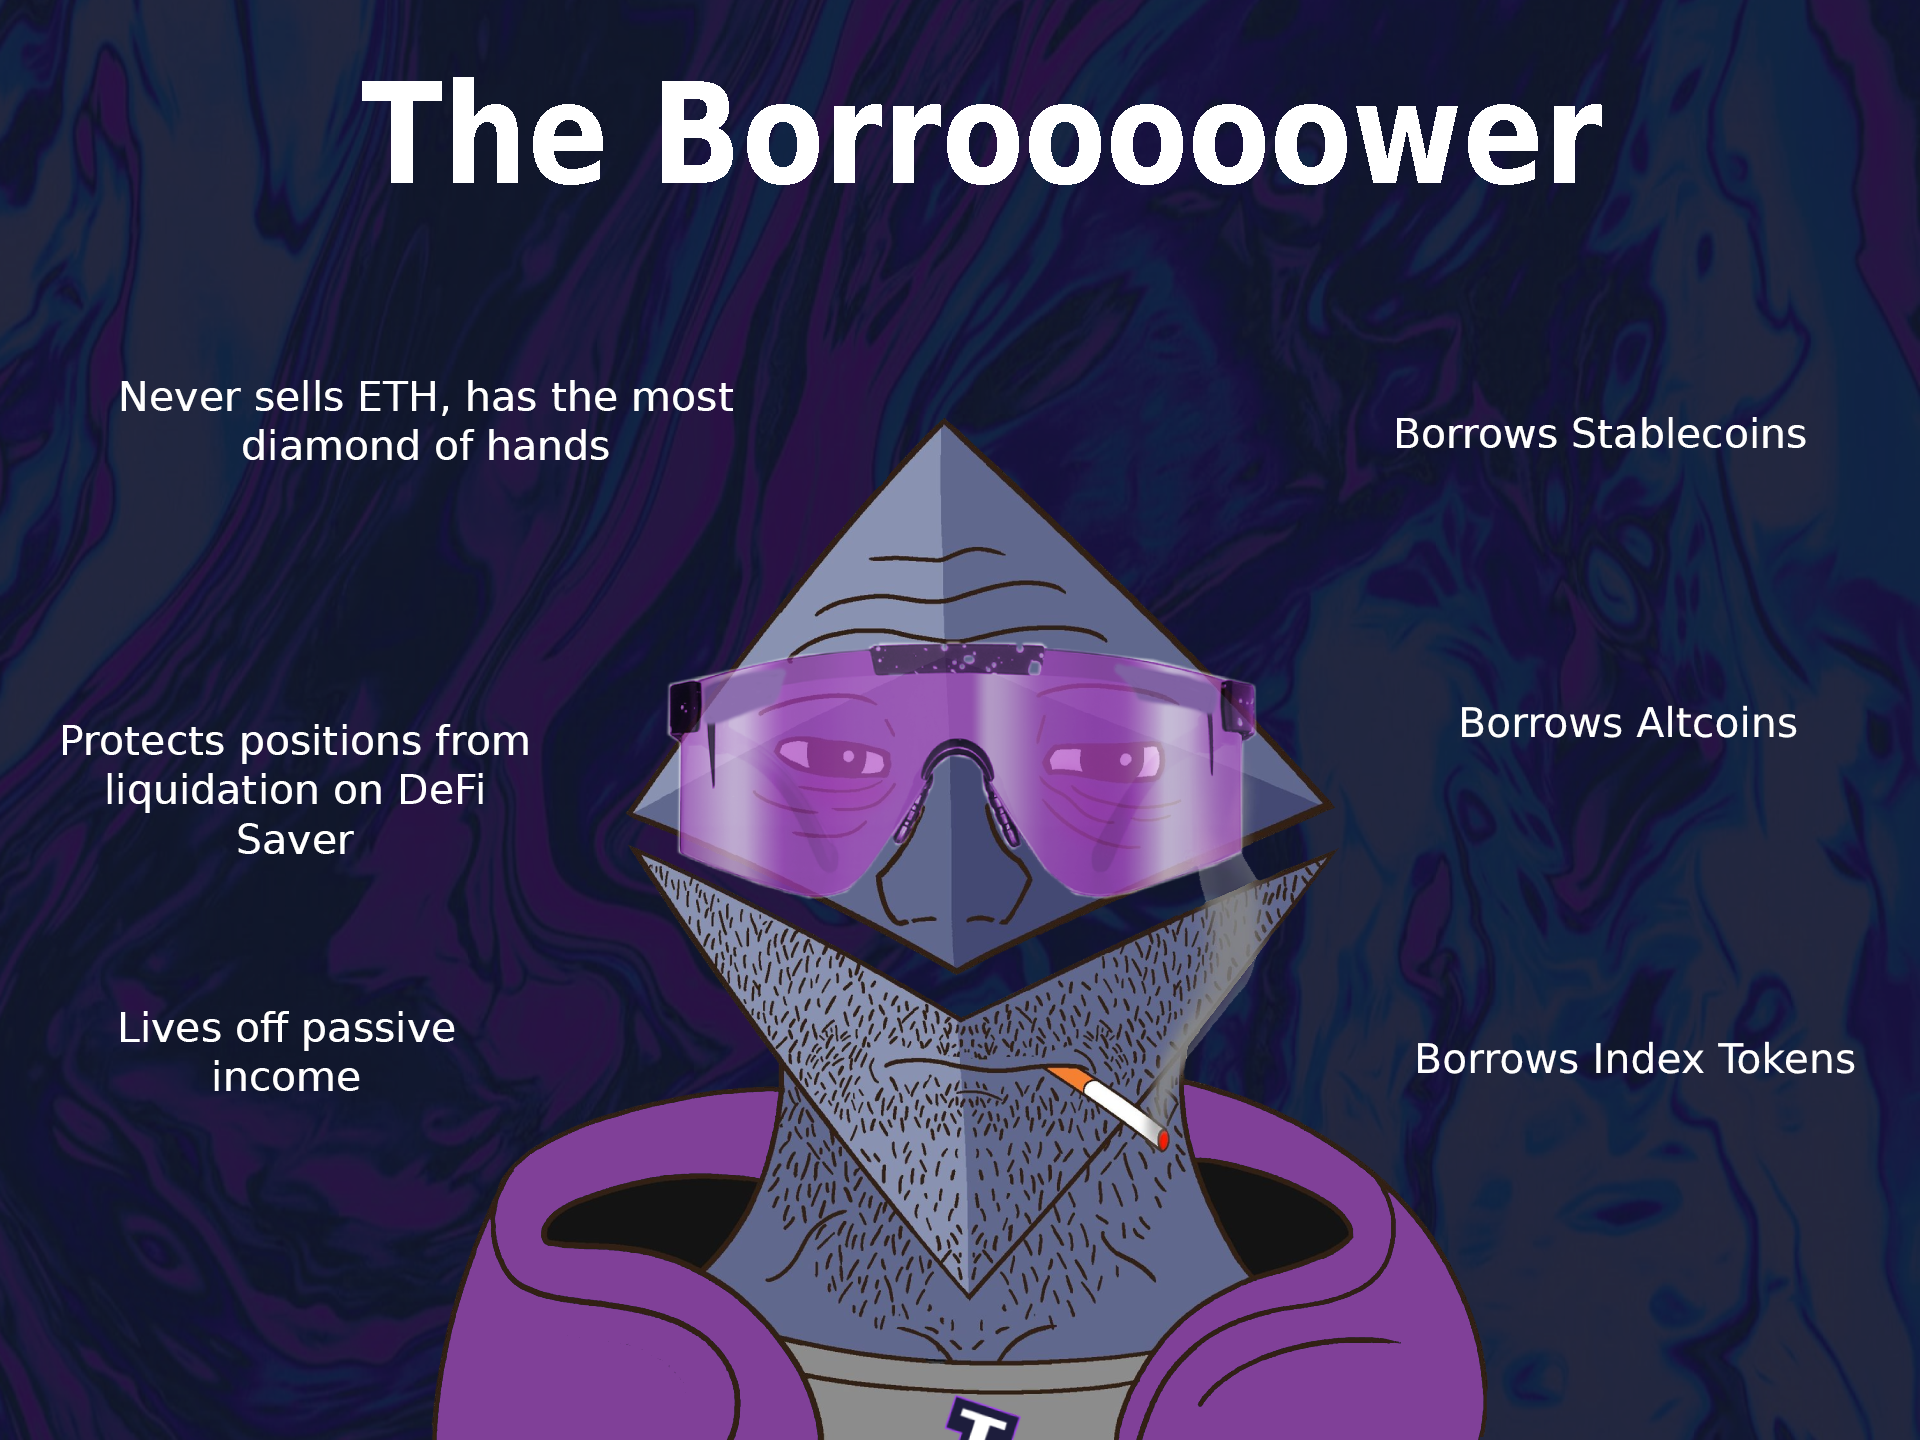 The Borroooooower
Never sells ETH, has the most
diamond of hands
Borrows Stablecoins
Protects positions from
liquidation on DeFi
Saver
Borrows Altcoins
Lives off passive
income
Borrows Index Tokens
T